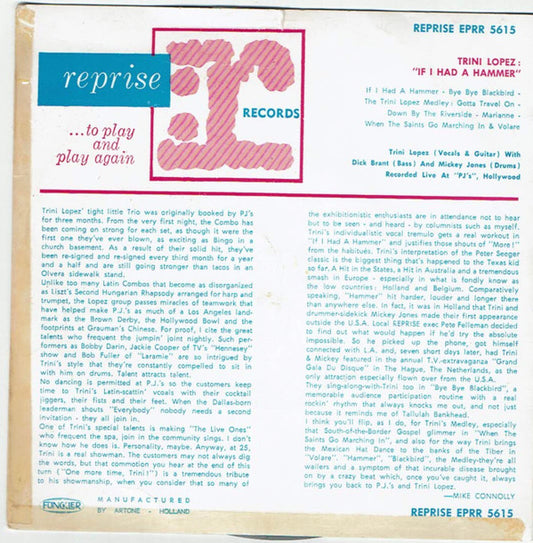 REPRISE EPRR 5615
reprise
r
RECORDS
...to play
and
play again
TRINI LOPEZ:
"IF I HAD A HAMMER"
If I Had A Hammer - Bye Bye Blackbird -
The Trini Lopez Medley: Gotta Travel On -
Down By The Riverside - Marianne -
When The Saints Go Marching In & Volare
Trini Lopez (Vocals & Guitar) With
Dick Brant (Bass) And Mickey Jones (Drums)
Recorded Live At "PJ's", Hollywood
Trini Lopez' tight little Trio was originally booked by PJ's
for three months. From the very first night, the Combo has
been coming on strong for each set, as though it were the
first one they've ever blown, as exciting as Bingo in a
church basement. As a result of their solid hit, they've
been re-signed and re-signed every third month for a year
and a half and are still going stronger than tacos in an
Olvera sidewalk stand.
Unlike too many Latin Combos that become as disorganized
as Liszt's Second Hungarian Rhapsody arranged for harp and
trumpet, the Lopez group passes miracles of teamwork that
have helped make P.J.'s as much of a Los Angeles land-
mark as the Brown Derby, the Hollywood Bowl and the
footprints at Grauman's Chinese. For proof, I cite the great
talents who frequent the jumpin' joint nightly. Such per-
formers as Bobby Darin, Jackie Cooper of TV's "Hennesey"
show and Bob Fuller of "Laramie" are so intrigued by
Trini's style that they're constantly compelled to sit in
with him on drums. Talent attracts talent.
No dancing is permitted at P.J.'s so the customers keep
time to Trini's Latin-scattin' vocals with their cocktail
jiggers, their fists and their feet. When the Dallas-born
leaderman shouts "Everybody" nobody needs a second
invitation - they all join in.
One of Trini's special talents is making "The Live Ones"
who frequent the spa, join in the community sings. I don't
know how he does it. Personality, maybe. Anyway, at 25,
Trini is a real showman. The customers may not always dig
the words, but that commotion you hear at the end of this
turn ("One more time, Trini!") is a tremendous tribute
to his showmanship, when you consider that so many of
the exhibitionistic enthusiasts are in attendance not to hear
but to be seen - and heard - by columnists such as myself.
Trini's individualistic vocal tremulo gets a real workout in
"If I Had A Hammer" and justifies those shouts of "More!"
from the habitués. Trini's interpretation of the Peter Seeger
classic is the biggest thing that's happened to the Texas kid
so far. A Hit in the States, a Hit in Australia and a tremendous
smash in Europe - especially in what is fondly know as
the low countries: Holland and Belgium. Comparatively
speaking, "Hammer" hit harder, louder and longer there
than anywhere else. In fact, it was in Holland that Trini and
drummer-sidekick Mickey Jones made their first appearance
outside the U.S.A. Local REPRISE exec Pete Felleman decided
to find out what would happen if he'd try the absolute
impossible. So he picked up the phone, got himself
connected with L.A. and, seven short days later, had Trini
& Mickey featured in the annual T.V.-extravaganza "Grand
Gala Du Disque" in The Hague, The Netherlands, as the
only attraction especially flown over from the U.S.A.
They sing-along-with-Trini too in "Bye Bye Blackbird", a
memorable audience participation routine with a real
rockin' rhythm that always knocks me out, and not just
because it reminds me of Tallulah Bankhead.
I think you'll flip, as I do, for Trini's Medley, especially
that South-of-the-Border Gospel glimmer in "When The
Saints Go Marching In", and also for the way Trini brings
the Mexican Hat Dance to the banks of the Tiber in
"Volare". "Hammer", "Blackbird", the Medley-they're all
wailers and a symptom of that incurable disease brought
on by a crazy beat which, once you've caught it, always
brings you back to P.J.'s and Trini Lopez.
—MIKE CONNOLLY
FUNCKLER
MANUFACTURED
BY ARTONE - HOLLAND
REPRISE EPRR 5615